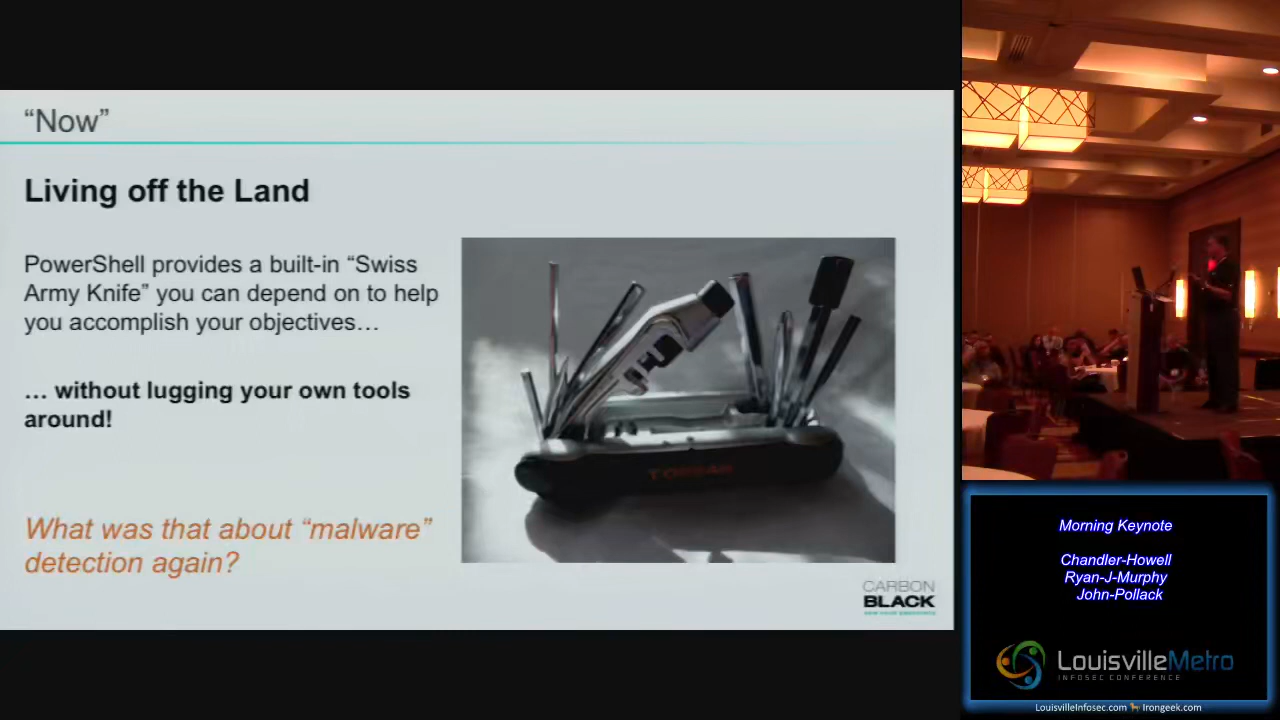 “Now”
Living off the Land
PowerShell provides a built-in “Swiss
Army Knife” you can depend on to help
you accomplish your objectives…
… without lugging your own tools
around!
What was that about “malware”
detection again?
CARBON
BLACK
Morning Keynote
Chandler-Howell
Ryan-J-Murphy
John-Pollack
LouisvilleMetro
INFOSEC CONFERENCE
LouisvilleInfosec.com Irongeek.com